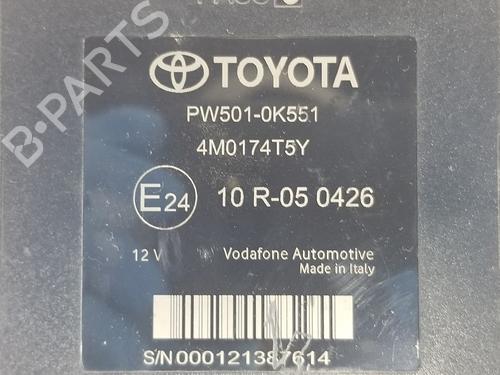 TOYOTA
PW501-0K551
4M0174T5Y
E24 10 R-05 0426
12 V Vodafone Automotive
Made in Italy
S/N 000121387614
B-PARTS